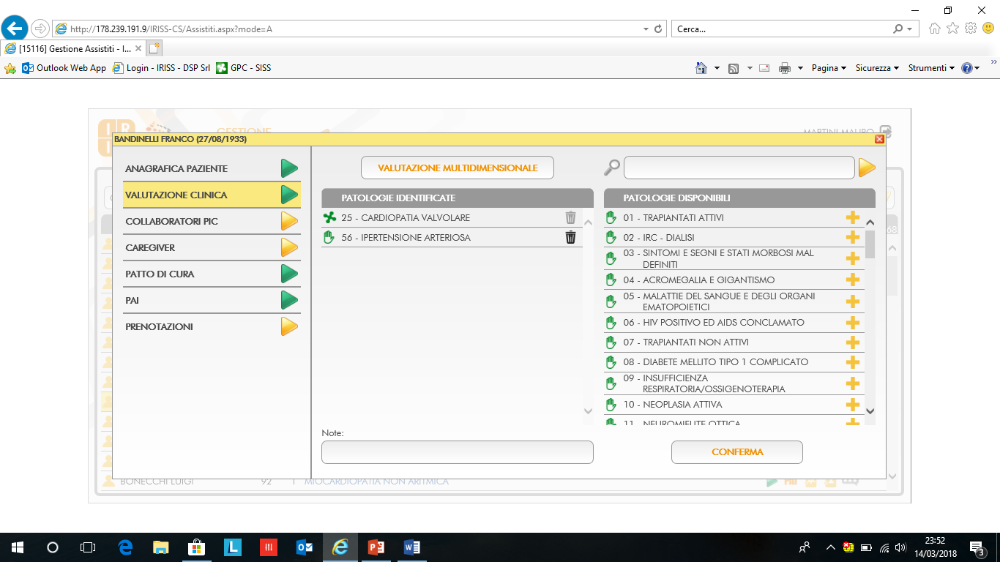 http://178.239.191.9/IRISS-CS/Assistiti.aspx?mode=A
Cerca...
[15116] Gestione Assistiti - I...
Outlook Web App
Login - IRISS - DSP Srl
GPC - SISS
Pagina
Sicurezza
Strumenti
GESTIONE
MARTINI MAURO
BANDINELLI FRANCO (27/08/1933)
ANAGRAFICA PAZIENTE
VALUTAZIONE CLINICA
COLLABORATORI PIC
CAREGIVER
PATTO DI CURA
PAI
PRENOTAZIONI
VALUTAZIONE MULTIDIMENSIONALE
PATOLOGIE IDENTIFICATE
25 - CARDIOPATIA VALVOLARE
56 - IPERTENSIONE ARTERIOSA
Note:
PATOLOGIE DISPONIBILI
01 - TRAPIANTATI ATTIVI
02 - IRC - DIALISI
03 - SINTOMI E SEGNI E STATI MORBOSI MAL
DEFINITI
04 - ACROMEGALIA E GIGANTISMO
05 - MALATTIE DEL SANGUE E DEGLI ORGANI
EMATOPOIETICI
06 - HIV POSITIVO ED AIDS CONCLAMATO
07 - TRAPIANTATI NON ATTIVI
08 - DIABETE MELLITO TIPO 1 COMPLICATO
09 - INSUFFICIENZA
RESPIRATORIA/OSSIGENOTERAPIA
10 - NEOPLASIA ATTIVA
11 - NEUROMIELITE OTTICA
CONFERMA
BONECCHI LUIGI 92 1 MIOCARDIOPATIA NON ARITMICA
PAI
23:52
14/03/2018
3